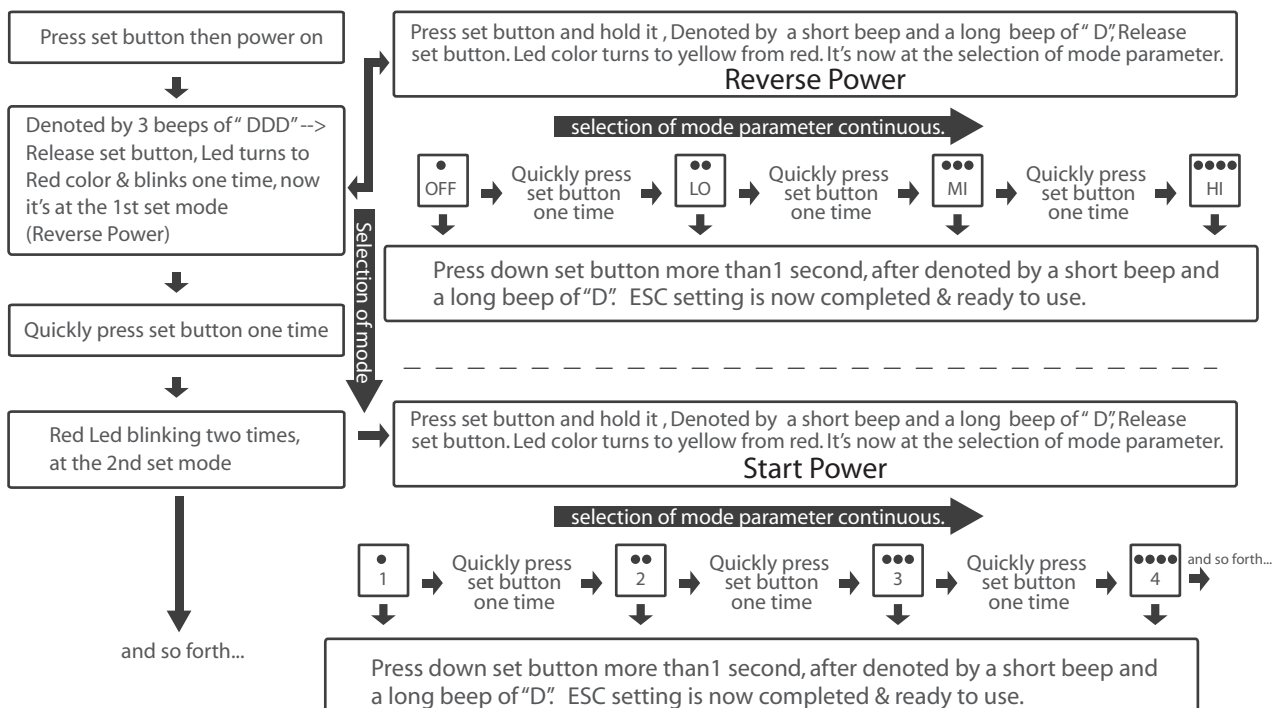 Press set button then power on
Denoted by 3 beeps of “ DDD” -->
Release set button, Led turns to
Red color & blinks one time, now
it’s at the 1st set mode
(Reverse Power)
Quickly press set button one time
Red Led blinking two times,
at the 2nd set mode
and so forth...
Selection of mode
Press set button and hold it , Denoted by a short beep and a long beep of “ D”, Release
set button. Led color turns to yellow from red. It’s now at the selection of mode parameter.
Reverse Power
selection of mode parameter continuous.
OFF
Quickly press
set button
one time
LO
Quickly press
set button
one time
MI
Quickly press
set button
one time
HI
Press down set button more than1 second, after denoted by a short beep and
a long beep of “D”. ESC setting is now completed & ready to use.
Press set button and hold it , Denoted by a short beep and a long beep of “ D”, Release
set button. Led color turns to yellow from red. It’s now at the selection of mode parameter.
Start Power
selection of mode parameter continuous.
1
Quickly press
set button
one time
2
Quickly press
set button
one time
3
Quickly press
set button
one time
4
and so forth...
Press down set button more than1 second, after denoted by a short beep and
a long beep of “D”. ESC setting is now completed & ready to use.